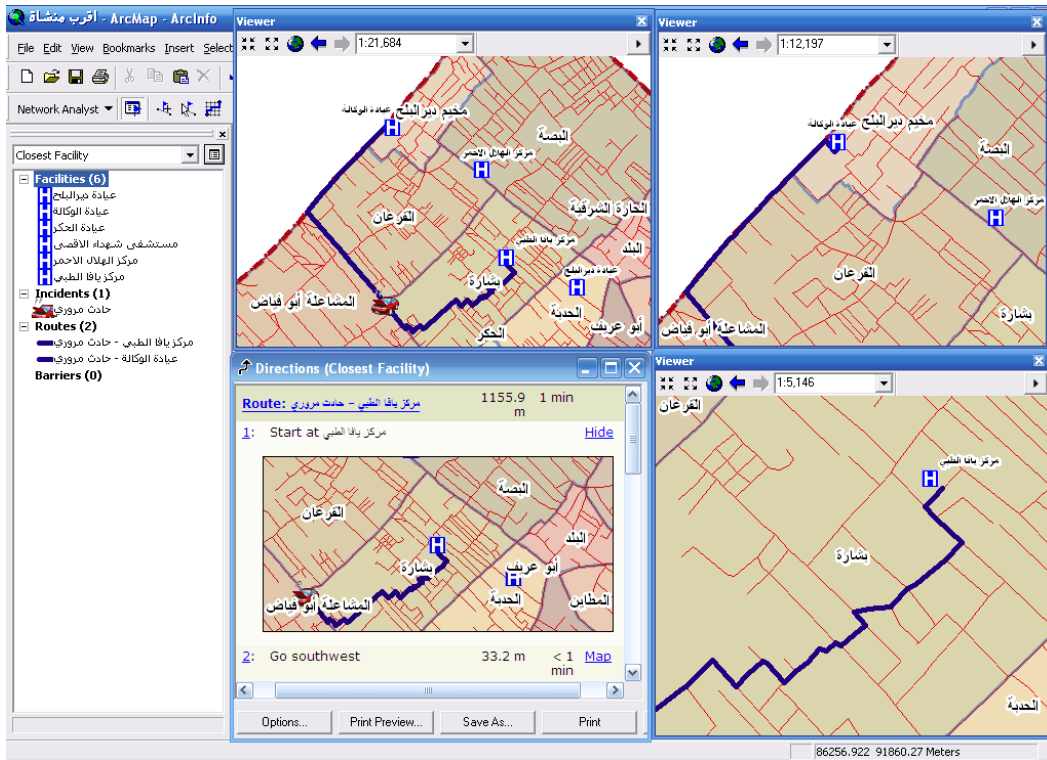 اقرب منشاة - ArcMap - ArcInfo
File Edit View Bookmarks Insert Select
Network Analyst
Closest Facility
Facilities (6)
عيادة ديرالبلح
عيادة الوكالة
عيادة الحكر
مستشفى شهداء الاقصى
مركز الهلال الاحمر
مركز يافا الطبي
Incidents (1)
حادث مروري
Routes (2)
مركز يافا الطبي - حادث مروري
عيادة الوكالة - حادث مروري
Barriers (0)
Viewer
1:21,684
عيادة الوكالة
مخيم ديرالبلح
البصة
مركز الهلال الاحمر
الحارة الشرقية
القرعان
مركز يافا الطبي
البلد
عيادة ديرالبلح
بشارة
المشاعلة أبو فياض
الحدبة
أبو عريف
الحكر
Viewer
1:12,197
عيادة الوكالة
مخيم ديرالبلح
البصة
مركز الهلال الاحمر
القرعان
بشارة
المشاعلة أبو فياض
Directions (Closest Facility)
Route: مركز يافا الطبي - حادث مروري 1155.9 m 1 min
1: Start at مركز يافا الطبي Hide
البصة
القرعان
البلد
بشارة
أبو عريف
المشاعلة أبو فياض
الحدبة
المطاين
2: Go southwest 33.2 m < 1 min Map
Options... Print Preview... Save As... Print
Viewer
1:5,146
القرعان
مركز يافا الطبي
بشارة
الحدبة
86256.922 91860.27 Meters